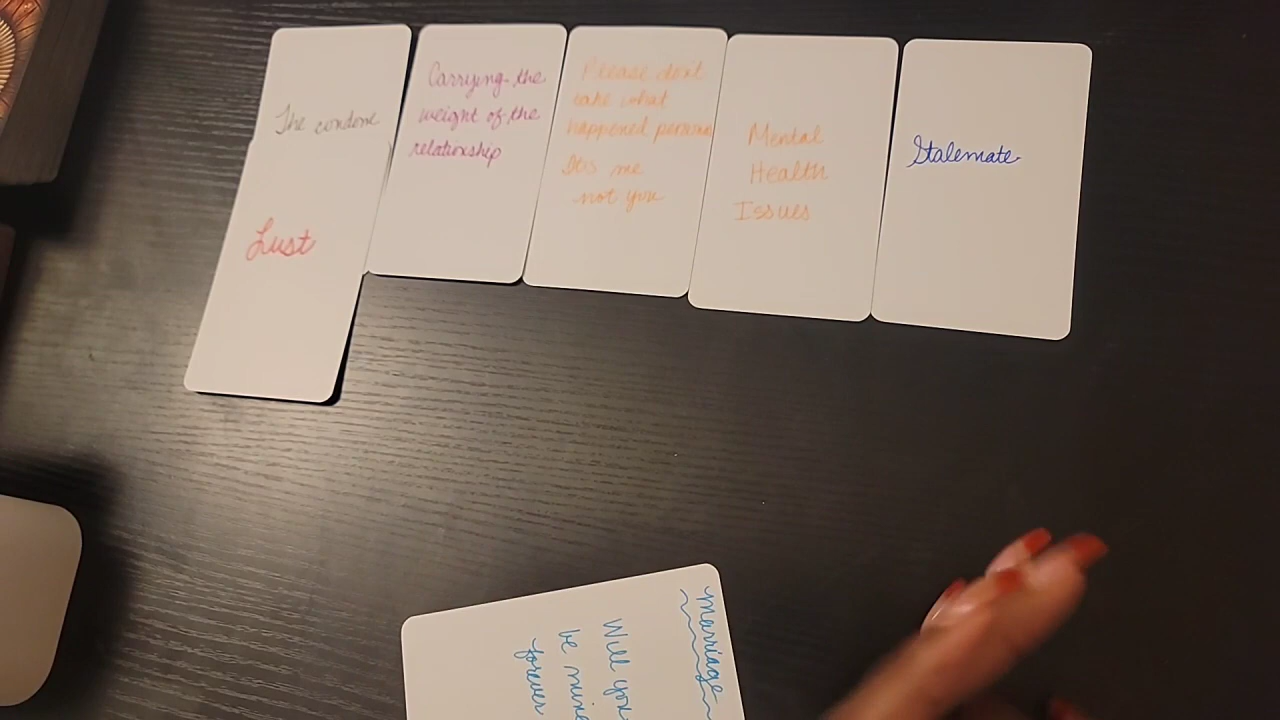 The condom
Lust
Carrying the
weight of the
relationship
Please don't
take what
happened
It's me
not you
Mental
Health
Issues
Stalemate
Marriage
Will you
be mine
forever